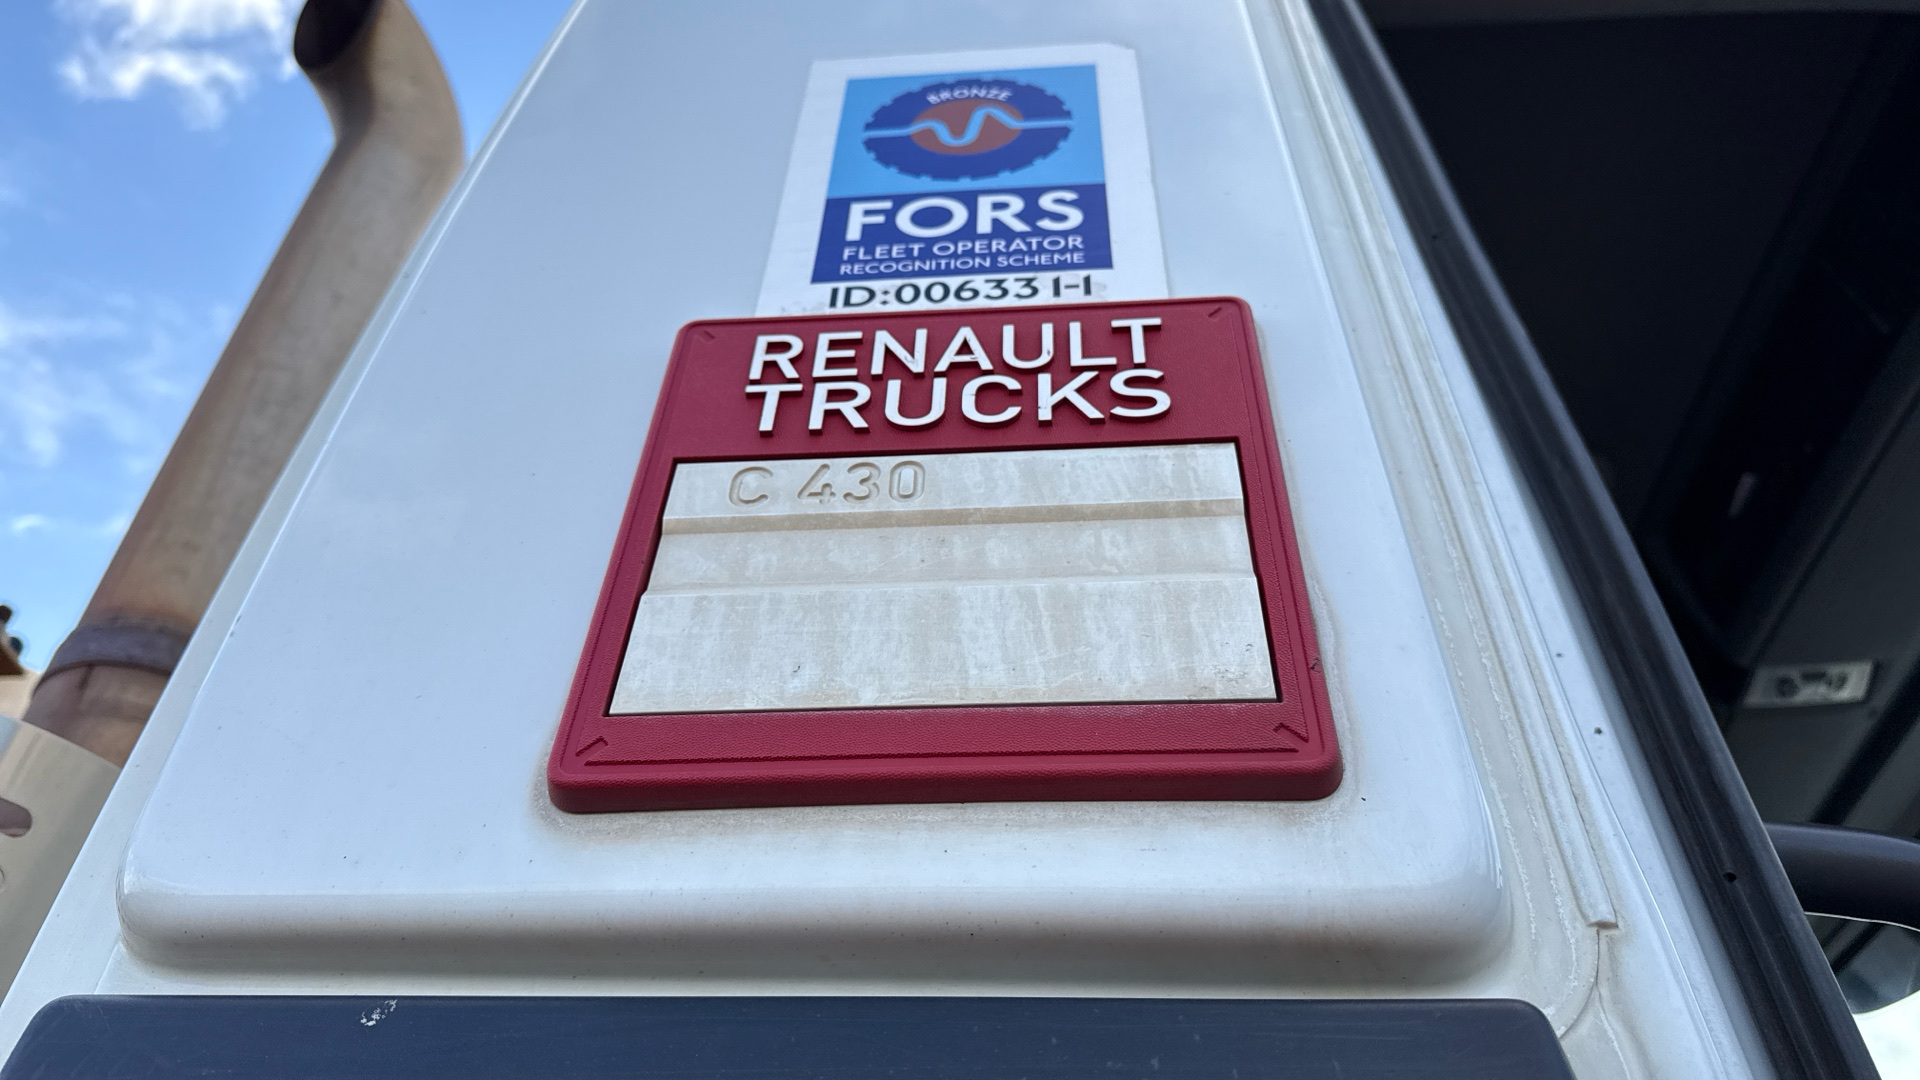 BRONZE
FORS
FLEET OPERATOR
RECOGNITION SCHEME
ID:006331-1
RENAULT
TRUCKS
C 430